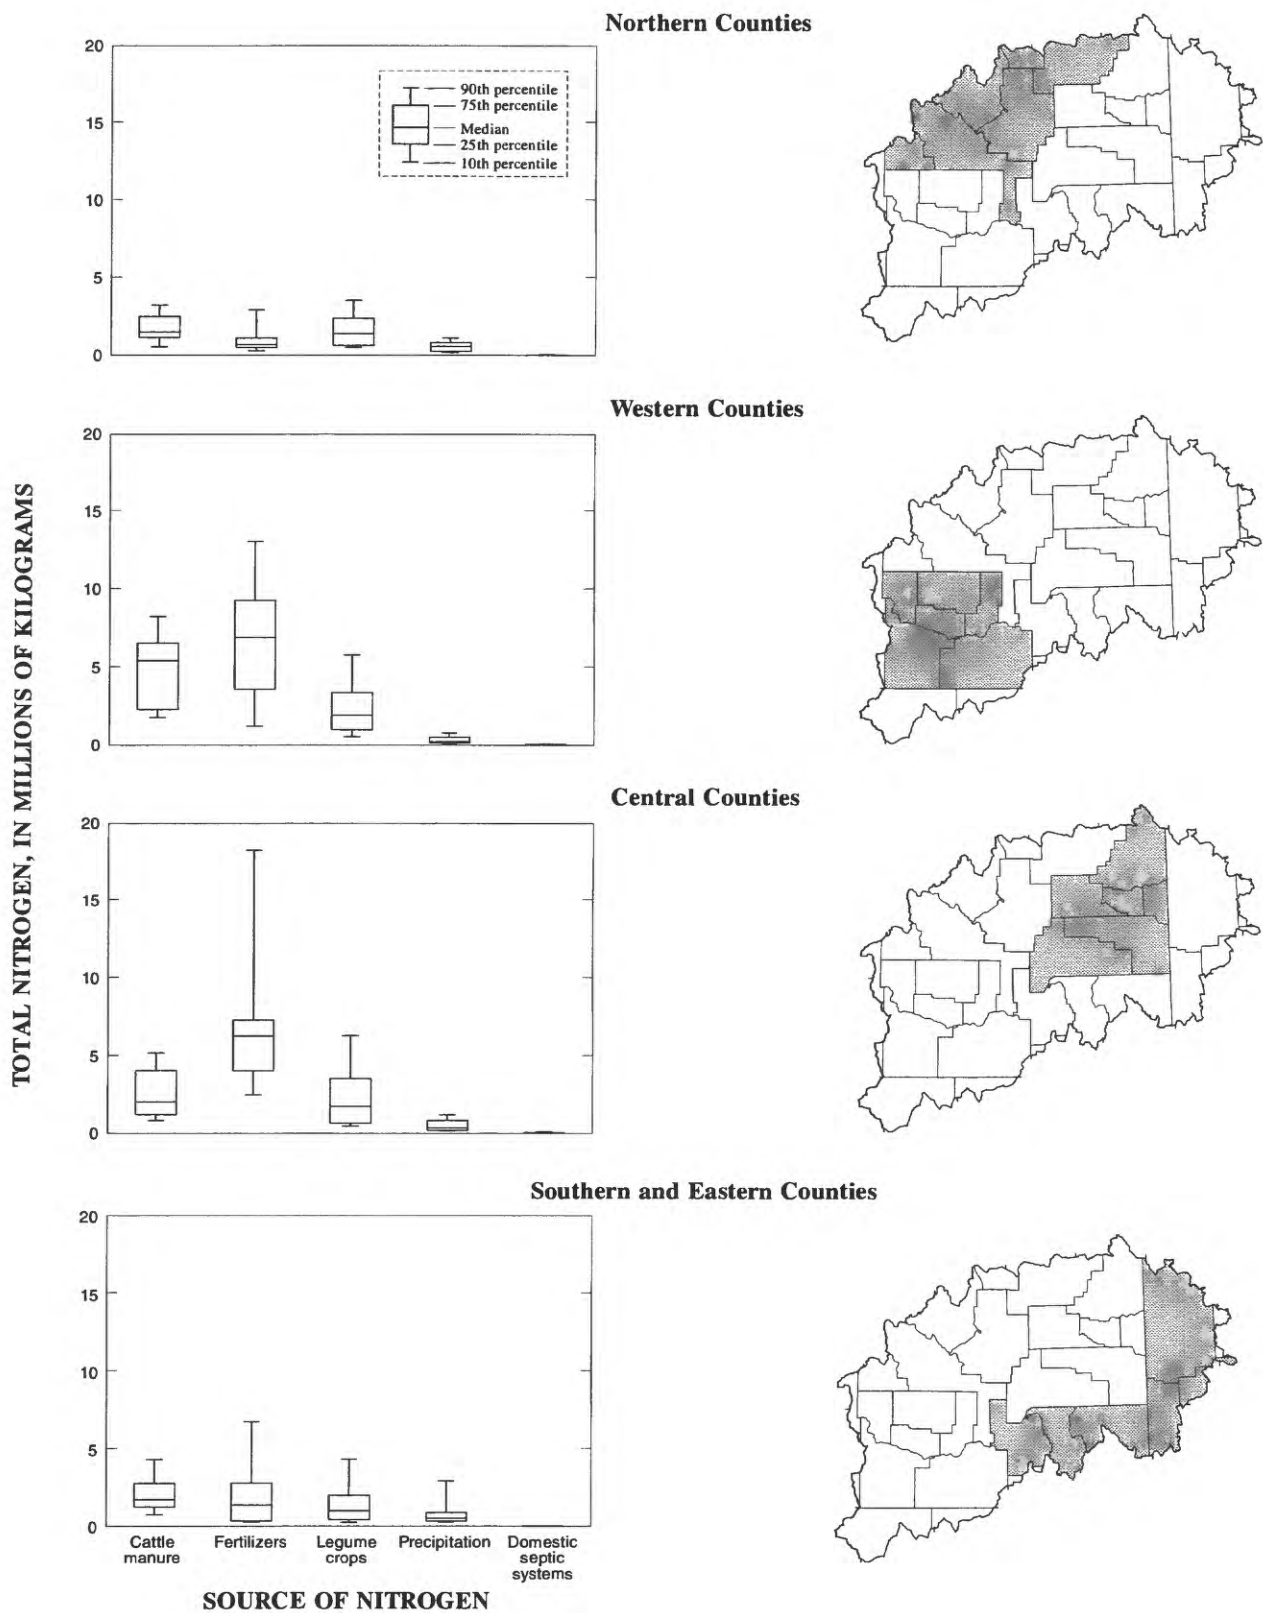 Northern Counties
20
15
10
5
0
90th percentile
75th percentile
Median
25th percentile
10th percentile
Western Counties
20
15
10
5
0
TOTAL NITROGEN, IN MILLIONS OF KILOGRAMS
Central Counties
20
15
10
5
0
Southern and Eastern Counties
20
15
10
5
0
Cattle
manure
Fertilizers
Legume
crops
Precipitation
Domestic
septic
systems
SOURCE OF NITROGEN